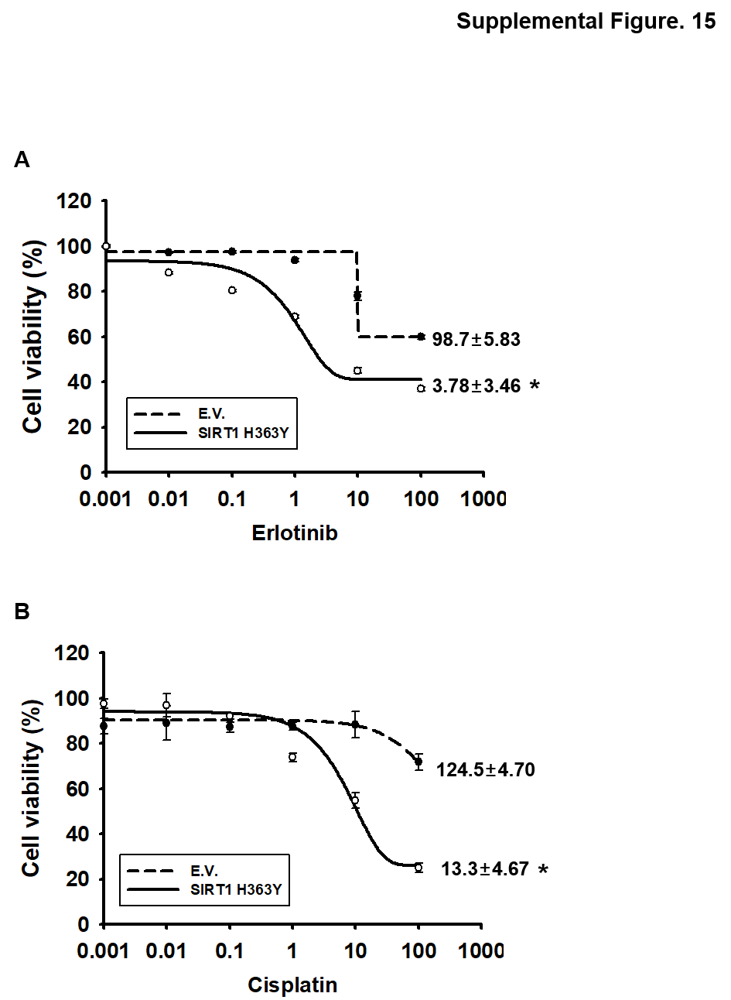 Supplemental Figure. 15
A
120
100
80
60
40
20
0
Cell viability (%)
98.7±5.83
3.78±3.46 *
E.V.
SIRT1 H363Y
0.001 0.01 0.1 1 10 100 1000
Erlotinib
B
120
100
80
60
40
20
0
Cell viability (%)
124.5±4.70
13.3±4.67 *
E.V.
SIRT1 H363Y
0.001 0.01 0.1 1 10 100 1000
Cisplatin